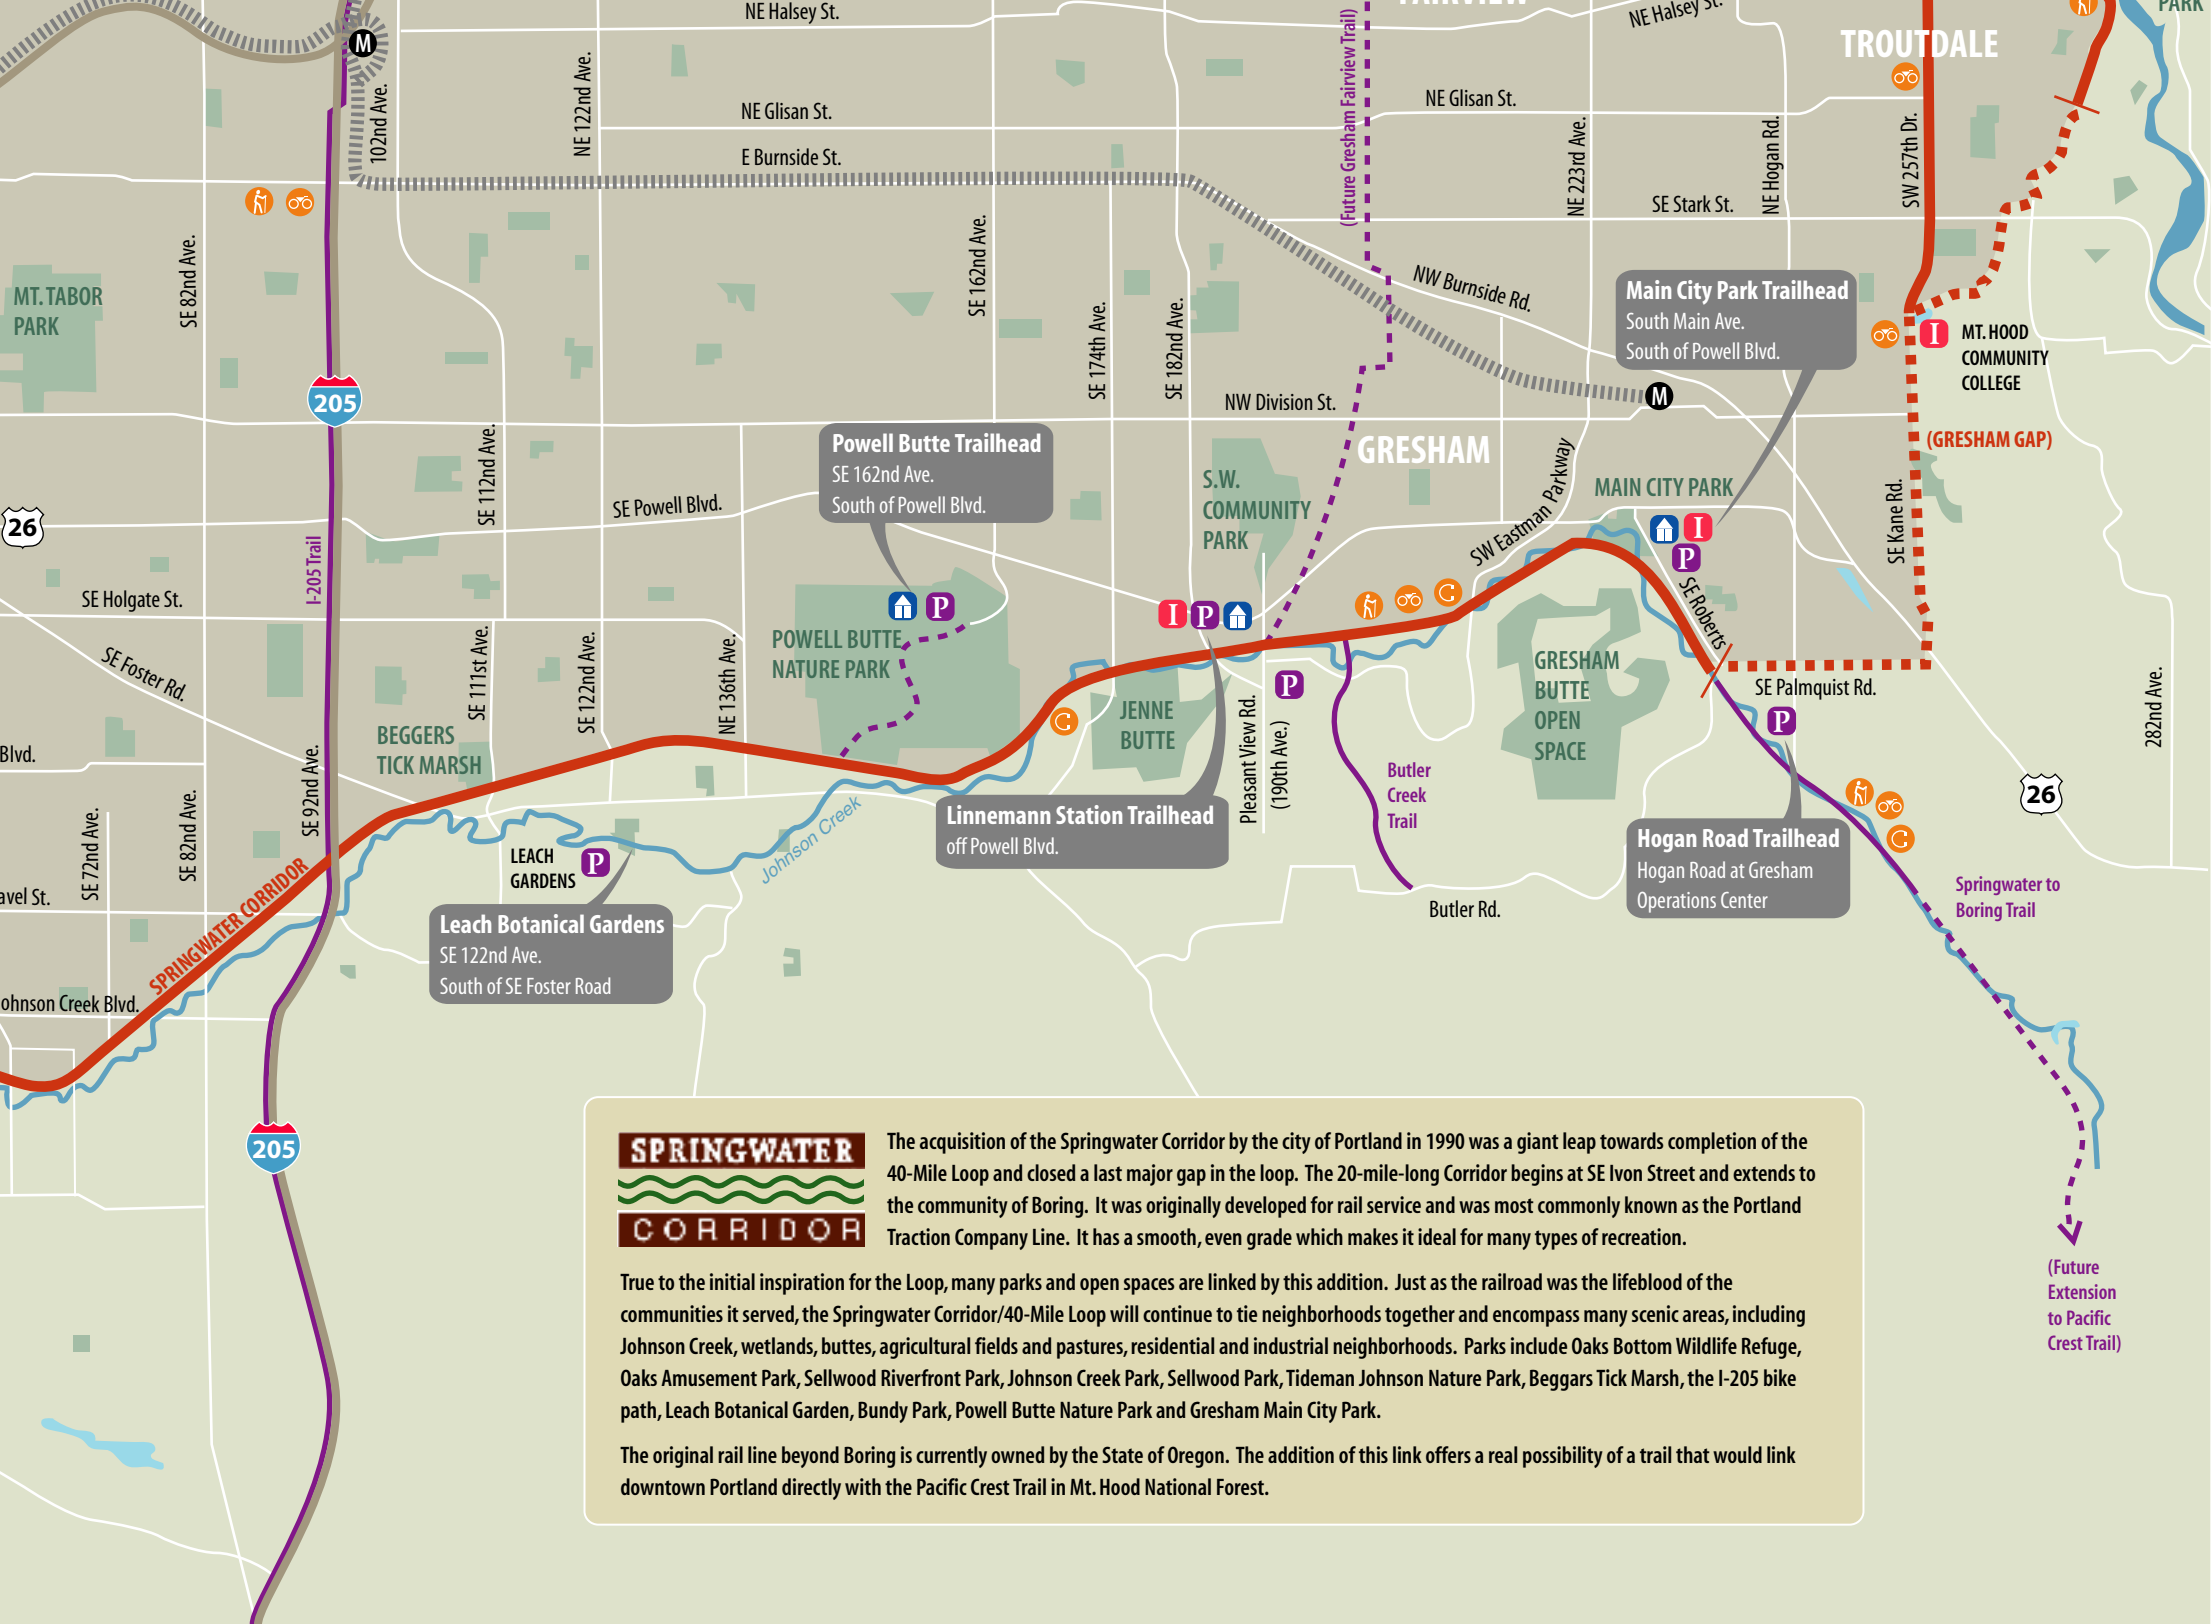 NE Halsey St.
FAIRVIEW
NE Halsey St.
PARK
TROUTDALE
M
102nd Ave.
NE 122nd Ave.
NE Glisan St.
E Burnside St.
(Future Gresham Fairview Trail)
NE Glisan St.
NE 223rd Ave.
NE Hogan Rd.
SW 257th Dr.
SE Stark St.
MT. TABOR
PARK
SE 82nd Ave.
SE 162nd Ave.
SE 174th Ave.
SE 182nd Ave.
NW Burnside Rd.
Main City Park Trailhead
South Main Ave.
South of Powell Blvd.
I
MT. HOOD
COMMUNITY
COLLEGE
205
M
NW Division St.
GRESHAM
(GRESHAM GAP)
Powell Butte Trailhead
SE 162nd Ave.
South of Powell Blvd.
S.W.
COMMUNITY
PARK
SW Eastman Parkway
MAIN CITY PARK
I
P
SE Kane Rd.
26
SE 112nd Ave.
SE Powell Blvd.
I-205 Trail
SE Holgate St.
SE Foster Rd.
SE 111st Ave.
SE 122nd Ave.
NE 136th Ave.
P
POWELL BUTTE
NATURE PARK
I
P
C
SE Roberts
GRESHAM
BUTTE
OPEN
SPACE
SE Palmquist Rd.
P
282nd Ave.
BEGGERS
TICK MARSH
C
JENNE
BUTTE
Pleasant View Rd.
(190th Ave.)
P
Butler
Creek
Trail
26
Blvd.
SE 72nd Ave.
SE 82nd Ave.
SE 92nd Ave.
Johnson Creek
Linnemann Station Trailhead
off Powell Blvd.
Hogan Road Trailhead
Hogan Road at Gresham
Operations Center
C
LEACH
GARDENS
P
avel St.
SPRINGWATER CORRIDOR
Leach Botanical Gardens
SE 122nd Ave.
South of SE Foster Road
Butler Rd.
Springwater to
Boring Trail
ohnson Creek Blvd.
205
SPRINGWATER
CORRIDOR
The acquisition of the Springwater Corridor by the city of Portland in 1990 was a giant leap towards completion of the
40-Mile Loop and closed a last major gap in the loop. The 20-mile-long Corridor begins at SE Ivon Street and extends to
the community of Boring. It was originally developed for rail service and was most commonly known as the Portland
Traction Company Line. It has a smooth, even grade which makes it ideal for many types of recreation.
True to the initial inspiration for the Loop, many parks and open spaces are linked by this addition. Just as the railroad was the lifeblood of the
communities it served, the Springwater Corridor/40-Mile Loop will continue to tie neighborhoods together and encompass many scenic areas, including
Johnson Creek, wetlands, buttes, agricultural fields and pastures, residential and industrial neighborhoods. Parks include Oaks Bottom Wildlife Refuge,
Oaks Amusement Park, Sellwood Riverfront Park, Johnson Creek Park, Sellwood Park, Tideman Johnson Nature Park, Beggars Tick Marsh, the I-205 bike
path, Leach Botanical Garden, Bundy Park, Powell Butte Nature Park and Gresham Main City Park.
The original rail line beyond Boring is currently owned by the State of Oregon. The addition of this link offers a real possibility of a trail that would link
downtown Portland directly with the Pacific Crest Trail in Mt. Hood National Forest.
(Future
Extension
to Pacific
Crest Trail)